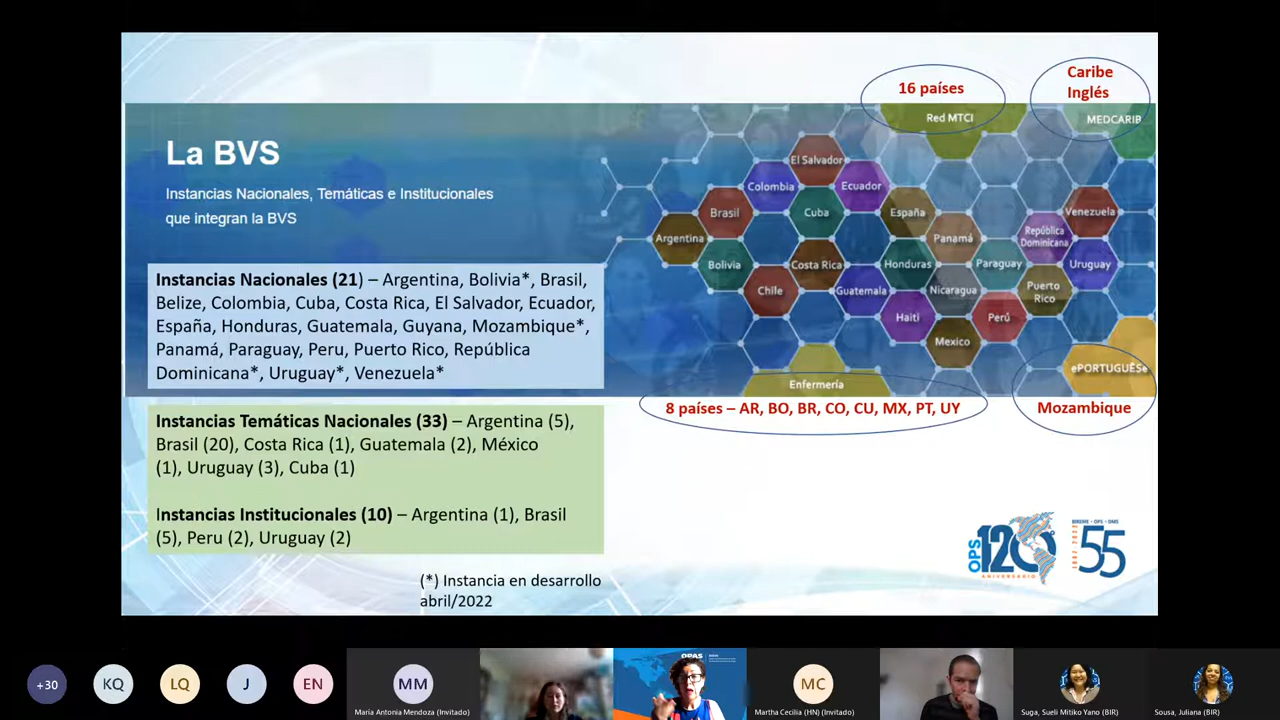 16 países
Caribe
Inglés
La BVS
Instancias Nacionales, Temáticas e Institucionales
que integran la BVS
Red MTCI
MEDCARIB
El Salvador
Colombia
Ecuador
Brasil
Cuba
España
Venezuela
Argentina
Panamá
República
Dominicana
Bolivia
Costa Rica
Honduras
Paraguay
Uruguay
Chile
Guatemala
Nicaragua
Puerto
Rico
Haiti
Perú
Mexico
Enfermería
ePORTUGUÊSe
Instancias Nacionales (21) – Argentina, Bolivia*, Brasil,
Belize, Colombia, Cuba, Costa Rica, El Salvador, Ecuador,
España, Honduras, Guatemala, Guyana, Mozambique*,
Panamá, Paraguay, Peru, Puerto Rico, República
Dominicana*, Uruguay*, Venezuela*
8 países – AR, BO, BR, CO, CU, MX, PT, UY
Mozambique
Instancias Temáticas Nacionales (33) – Argentina (5),
Brasil (20), Costa Rica (1), Guatemala (2), México
(1), Uruguay (3), Cuba (1)
Instancias Institucionales (10) – Argentina (1), Brasil
(5), Peru (2), Uruguay (2)
(*) Instancia en desarrollo
abril/2022
OPS
120
ANIVERSARIO
BIREME - OPS - OMS
55
+30
KQ
LQ
J
EN
MM
María Antonia Mendoza (Invitado)
OPAS
MC
Martha Cecilia (HN) (Invitado)
Suga, Sueli Mitiko Yano (BIR)
Sousa, Juliana (BIR)